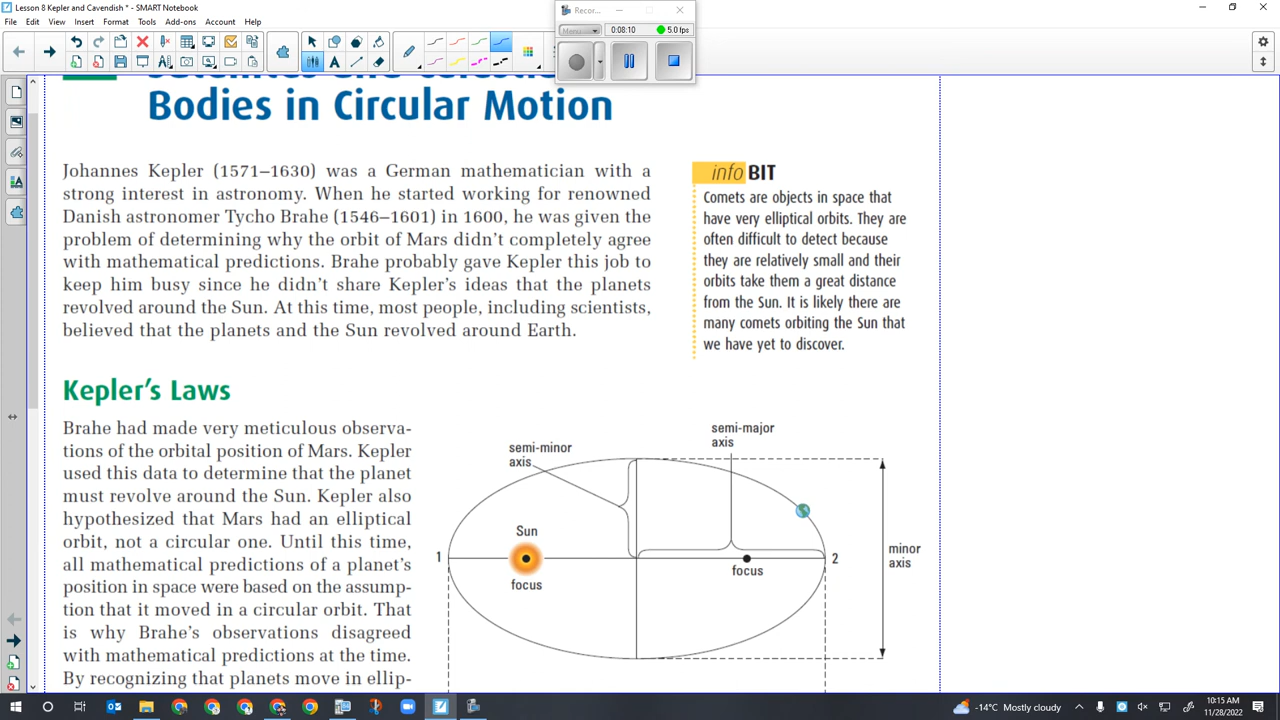 Lesson 8 Kepler and Cavendish * - SMART Notebook
Recor...
File Edit View Insert Format Tools Add-ons Account Help
Menu 0:08:10 5.0 fps
Bodies in Circular Motion
Johannes Kepler (1571–1630) was a German mathematician with a
strong interest in astronomy. When he started working for renowned
Danish astronomer Tycho Brahe (1546–1601) in 1600, he was given the
problem of determining why the orbit of Mars didn't completely agree
with mathematical predictions. Brahe probably gave Kepler this job to
keep him busy since he didn't share Kepler's ideas that the planets
revolved around the Sun. At this time, most people, including scientists,
believed that the planets and the Sun revolved around Earth.
info BIT
Comets are objects in space that
have very elliptical orbits. They are
often difficult to detect because
they are relatively small and their
orbits take them a great distance
from the Sun. It is likely there are
many comets orbiting the Sun that
we have yet to discover.
Kepler's Laws
Brahe had made very meticulous observa-
tions of the orbital position of Mars. Kepler
used this data to determine that the planet
must revolve around the Sun. Kepler also
hypothesized that Mars had an elliptical
orbit, not a circular one. Until this time,
all mathematical predictions of a planet's
position in space were based on the assump-
tion that it moved in a circular orbit. That
is why Brahe's observations disagreed
with mathematical predictions at the time.
By recognizing that planets move in ellip-
semi-minor
axis
semi-major
axis
Sun
1
focus
focus
2
minor
axis
-14°C Mostly cloudy
10:15 AM
11/28/2022